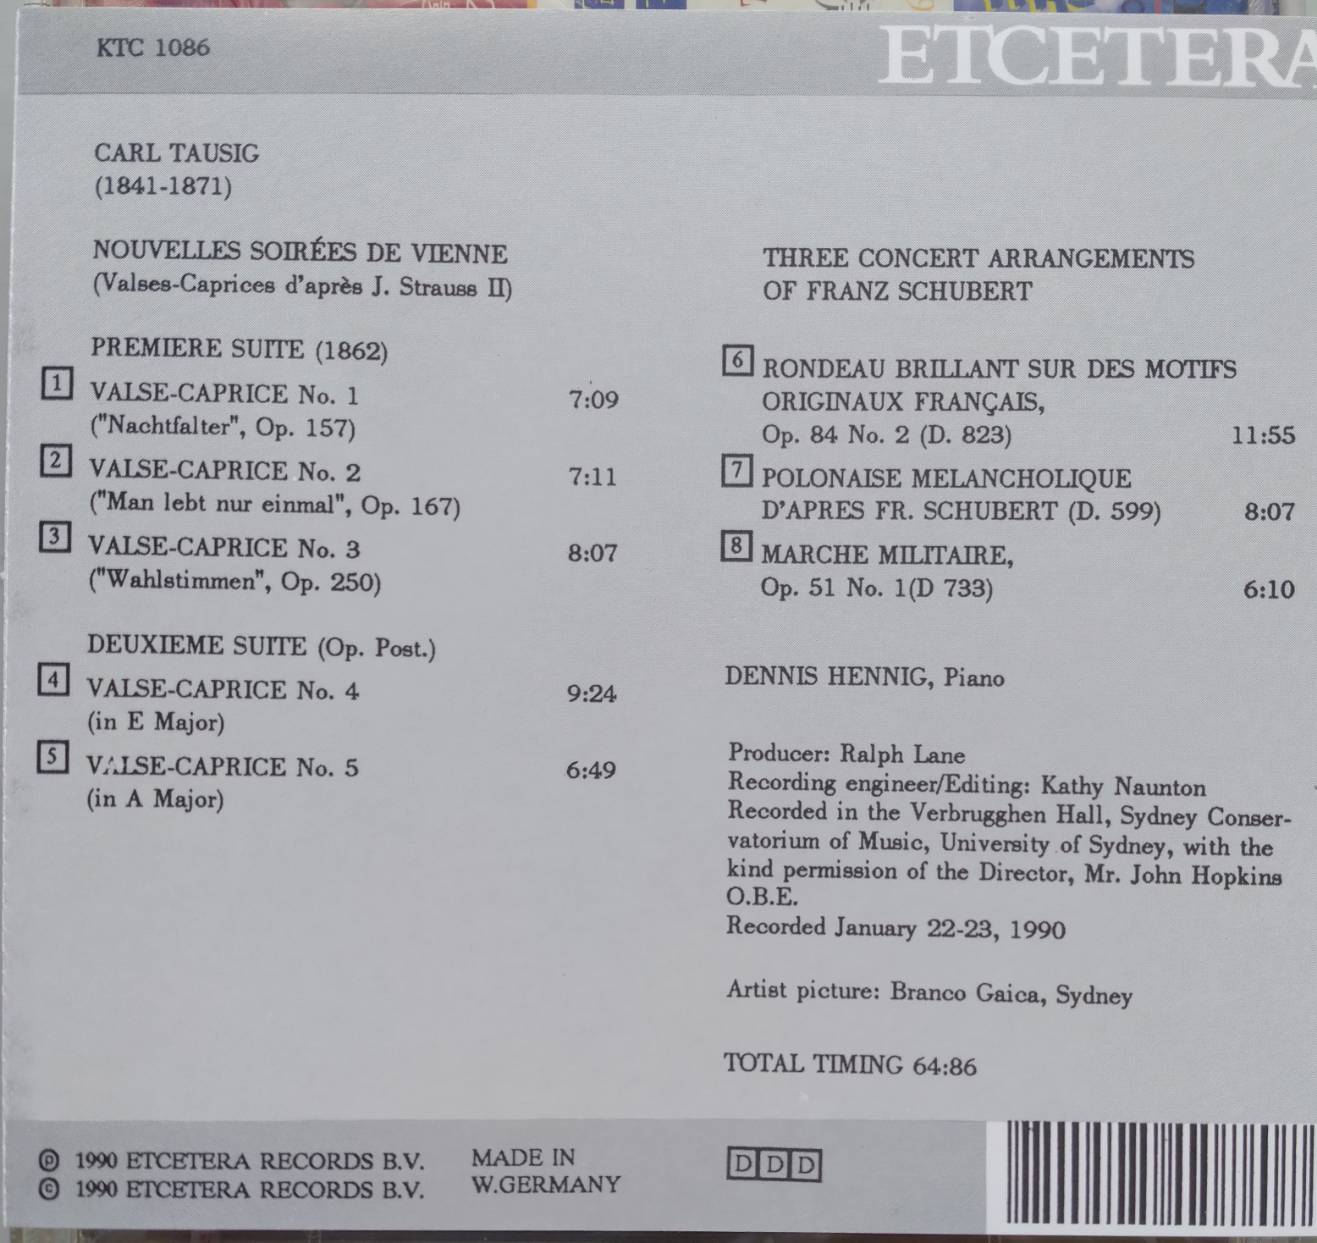 KTC 1086
ETCETERA
CARL TAUSIG
(1841-1871)
NOUVELLES SOIRÉES DE VIENNE
(Valses-Caprices d'après J. Strauss II)
PREMIERE SUITE (1862)
1 VALSE-CAPRICE No. 1 7:09
("Nachtfalter", Op. 157)
2 VALSE-CAPRICE No. 2 7:11
("Man lebt nur einmal", Op. 167)
3 VALSE-CAPRICE No. 3 8:07
("Wahlstimmen", Op. 250)
DEUXIEME SUITE (Op. Post.)
4 VALSE-CAPRICE No. 4 9:24
(in E Major)
5 VALSE-CAPRICE No. 5 6:49
(in A Major)
THREE CONCERT ARRANGEMENTS
OF FRANZ SCHUBERT
6 RONDEAU BRILLANT SUR DES MOTIFS
ORIGINAUX FRANÇAIS,
Op. 84 No. 2 (D. 823) 11:55
7 POLONAISE MELANCHOLIQUE
D'APRES FR. SCHUBERT (D. 599) 8:07
8 MARCHE MILITAIRE,
Op. 51 No. 1(D 733) 6:10
DENNIS HENNIG, Piano
Producer: Ralph Lane
Recording engineer/Editing: Kathy Naunton
Recorded in the Verbrugghen Hall, Sydney Conser-
vatorium of Music, University of Sydney, with the
kind permission of the Director, Mr. John Hopkins
O.B.E.
Recorded January 22-23, 1990
Artist picture: Branco Gaica, Sydney
TOTAL TIMING 64:86
℗ 1990 ETCETERA RECORDS B.V.
© 1990 ETCETERA RECORDS B.V.
MADE IN
W.GERMANY
DDD